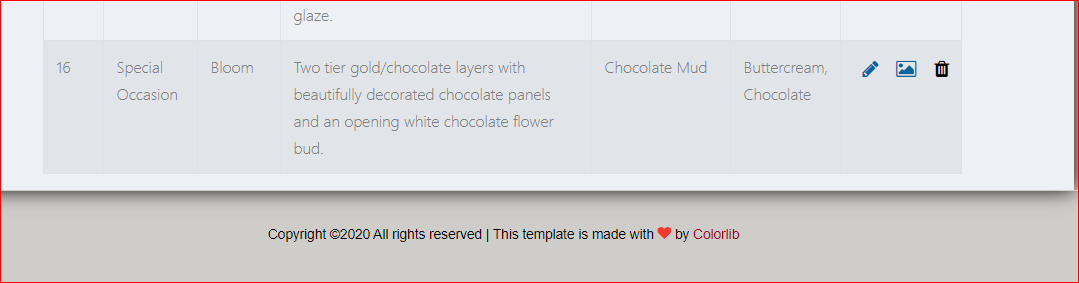 glaze.
16
Special
Occasion
Bloom
Two tier gold/chocolate layers with
beautifully decorated chocolate panels
and an opening white chocolate flower
bud.
Chocolate Mud
Buttercream,
Chocolate
Copyright ©2020 All rights reserved | This template is made with ❤ by Colorlib